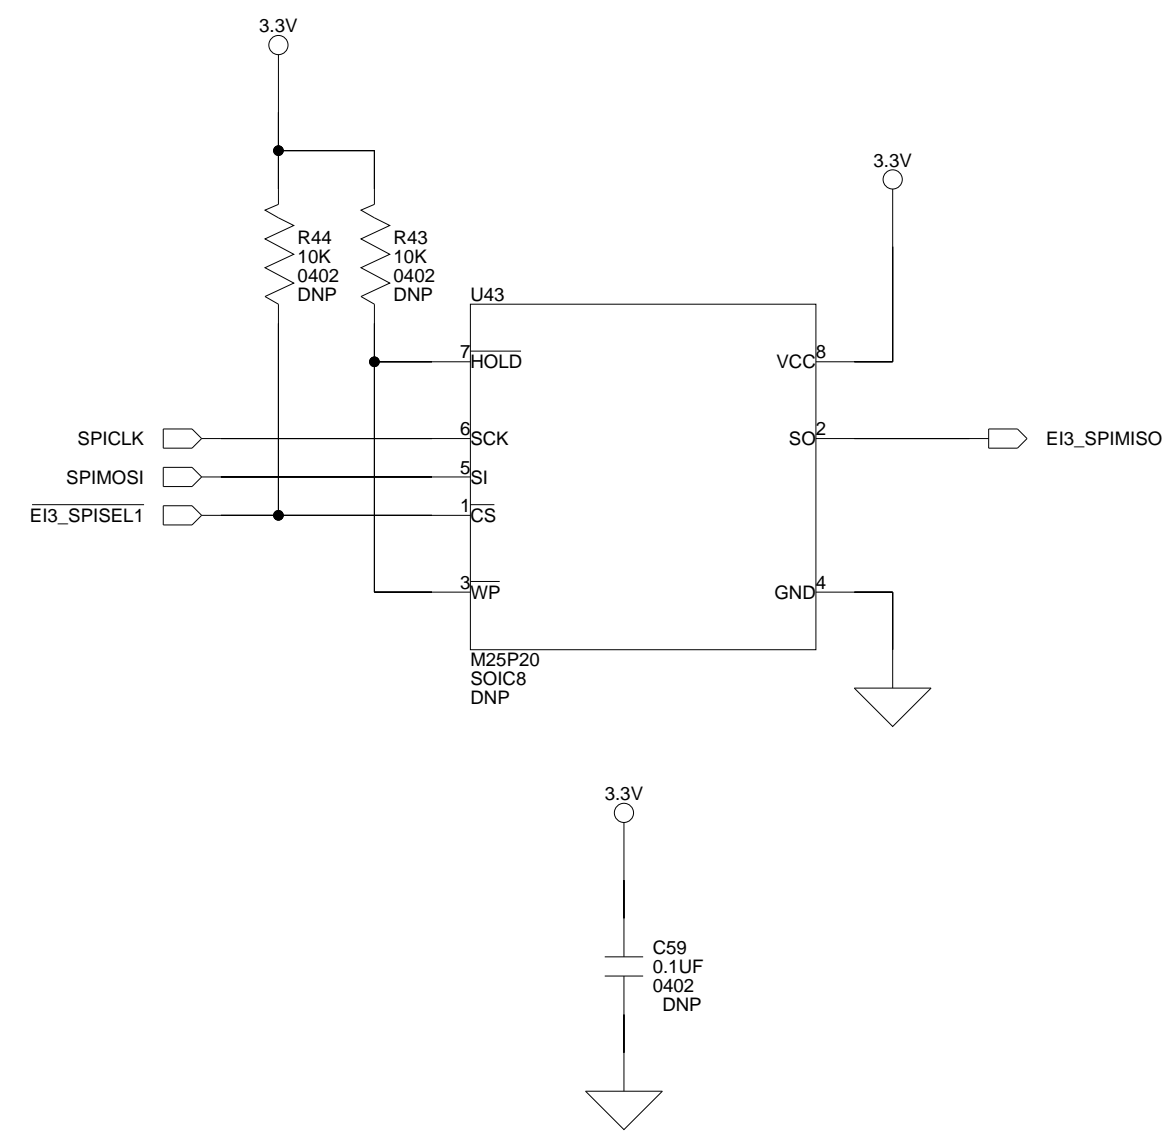 3.3V
3.3V
R44
10K
0402
DNP
R43
10K
0402
DNP
U43
7
HOLD
VCC
8
SPICLK
6
SCK
SO
2
EI3_SPIMISO
SPIMOSI
5
SI
EI3_SPISEL1
1
CS
3
WP
GND
4
M25P20
SOIC8
DNP
3.3V
C59
0.1UF
0402
DNP